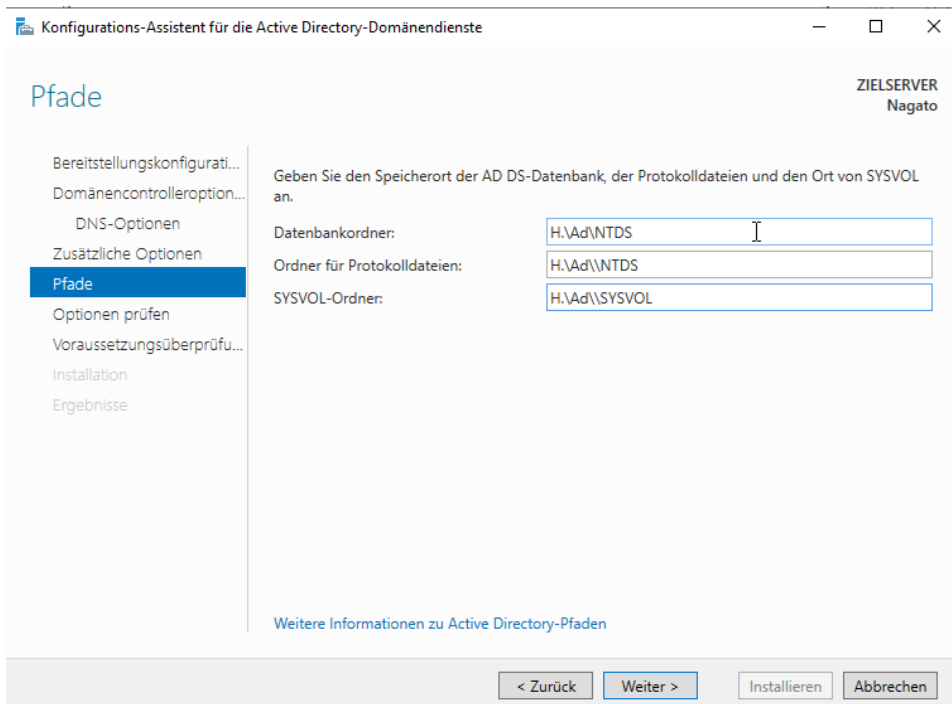 Konfigurations-Assistent für die Active Directory-Domänendienste
Pfade
ZIELSERVER
Nagato
Bereitstellungskonfigurati...
Domänencontrolleroption...
DNS-Optionen
Zusätzliche Optionen
Pfade
Optionen prüfen
Voraussetzungsüberprüfu...
Installation
Ergebnisse
Geben Sie den Speicherort der AD DS-Datenbank, der Protokolldateien und den Ort von SYSVOL
an.
Datenbankordner: H:\Ad\NTDS
Ordner für Protokolldateien: H:\Ad\\NTDS
SYSVOL-Ordner: H:\Ad\\SYSVOL
Weitere Informationen zu Active Directory-Pfaden
< Zurück Weiter > Installieren Abbrechen